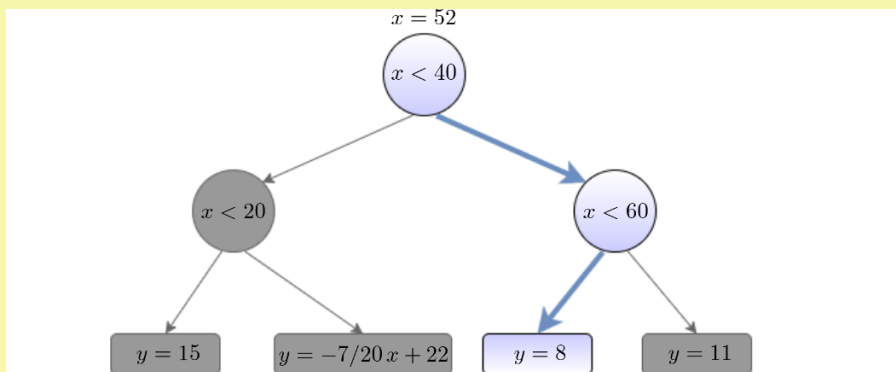 x = 52
x < 40
x < 20
x < 60
y = 15
y = −7/20 x + 22
y = 8
y = 11